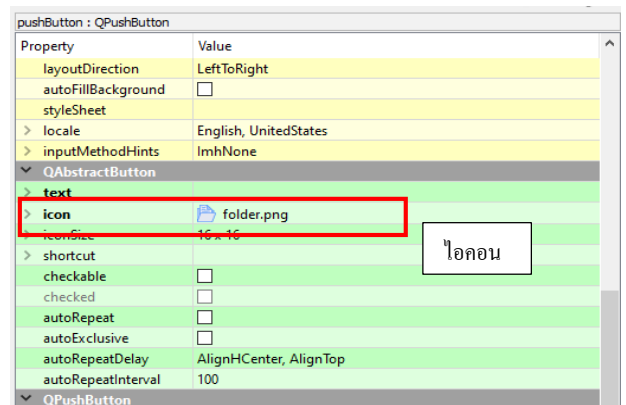 pushButton : QPushButton
Property Value
layoutDirection LeftToRight
autoFillBackground
styleSheet
locale English, UnitedStates
inputMethodHints ImhNone
QAbstractButton
text
icon folder.png
iconSize 16 x 16
ไอคอน
shortcut
checkable
checked
autoRepeat
autoExclusive
autoRepeatDelay AlignHCenter, AlignTop
autoRepeatInterval 100
QPushButton